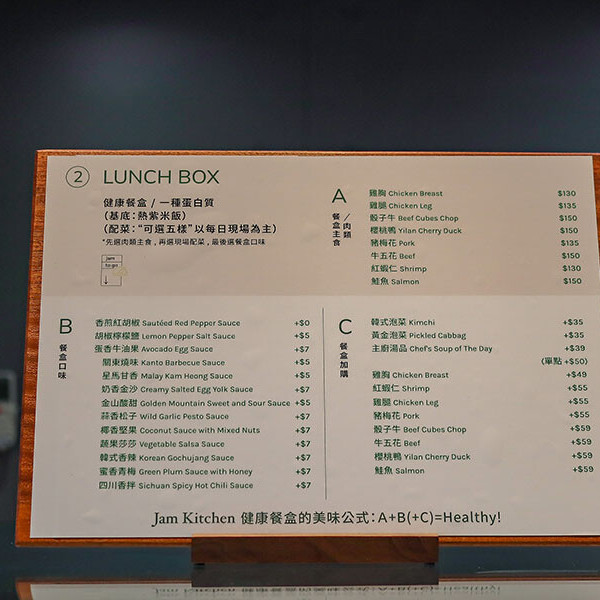 ② LUNCH BOX
健康餐盒 / 一種蛋白質
(基底:熱紫米飯)
(配菜:"可選五樣"以每日現場為主)
*先選肉類主食,再選現場配菜,最後選餐盒口味
jam
to go
A
餐盒主食/肉類
雞胸 Chicken Breast $130
雞腿 Chicken Leg $135
骰子牛 Beef Cubes Chop $150
櫻桃鴨 Yilan Cherry Duck $150
豬梅花 Pork $135
牛五花 Beef $150
紅蝦仁 Shrimp $130
鮭魚 Salmon $150
B
餐盒口味
香煎紅胡椒 Sautéed Red Pepper Sauce +$0
胡椒檸檬鹽 Lemon Pepper Salt Sauce +$5
蛋香牛油果 Avocado Egg Sauce +$7
關東燒味 Kanto Barbecue Sauce +$5
星馬甘香 Malay Kam Heong Sauce +$5
奶香金沙 Creamy Salted Egg Yolk Sauce +$7
金山酸甜 Golden Mountain Sweet and Sour Sauce +$5
蒜香松子 Wild Garlic Pesto Sauce +$7
椰香堅果 Coconut Sauce with Mixed Nuts +$7
蔬果莎莎 Vegetable Salsa Sauce +$7
韓式香辣 Korean Gochujang Sauce +$7
蜜香青梅 Green Plum Sauce with Honey +$7
四川香拌 Sichuan Spicy Hot Chili Sauce +$7
C
餐盒加購
韓式泡菜 Kimchi +$35
黃金泡菜 Pickled Cabbag +$35
主廚湯品 Chef's Soup of The Day +$39
(單點 +$50)
雞胸 Chicken Breast +$49
紅蝦仁 Shrimp +$55
雞腿 Chicken Leg +$55
豬梅花 Pork +$55
骰子牛 Beef Cubes Chop +$59
牛五花 Beef +$59
櫻桃鴨 Yilan Cherry Duck +$59
鮭魚 Salmon +$59
Jam Kitchen 健康餐盒的美味公式:A+B(+C)=Healthy!